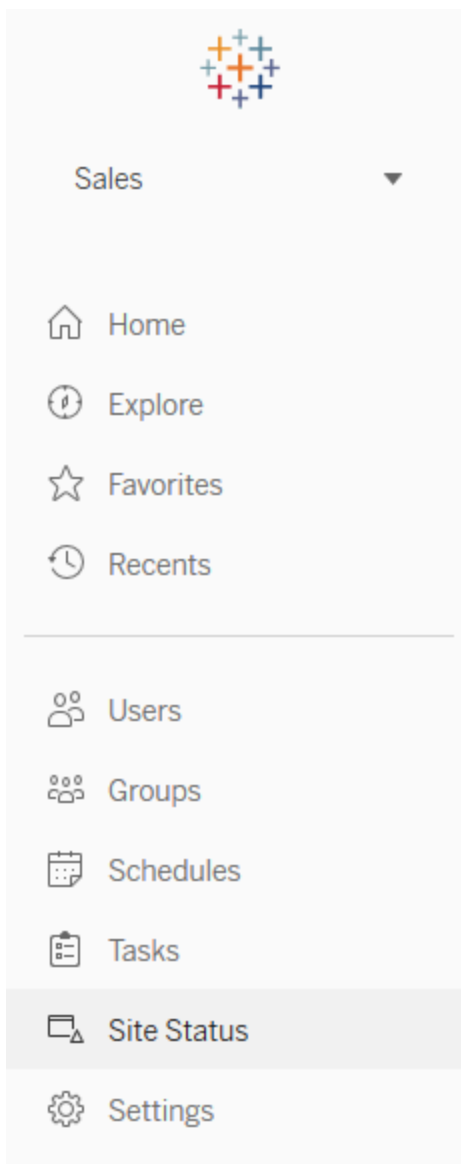 Sales
Home
Explore
Favorites
Recents
Users
Groups
Schedules
Tasks
Site Status
Settings